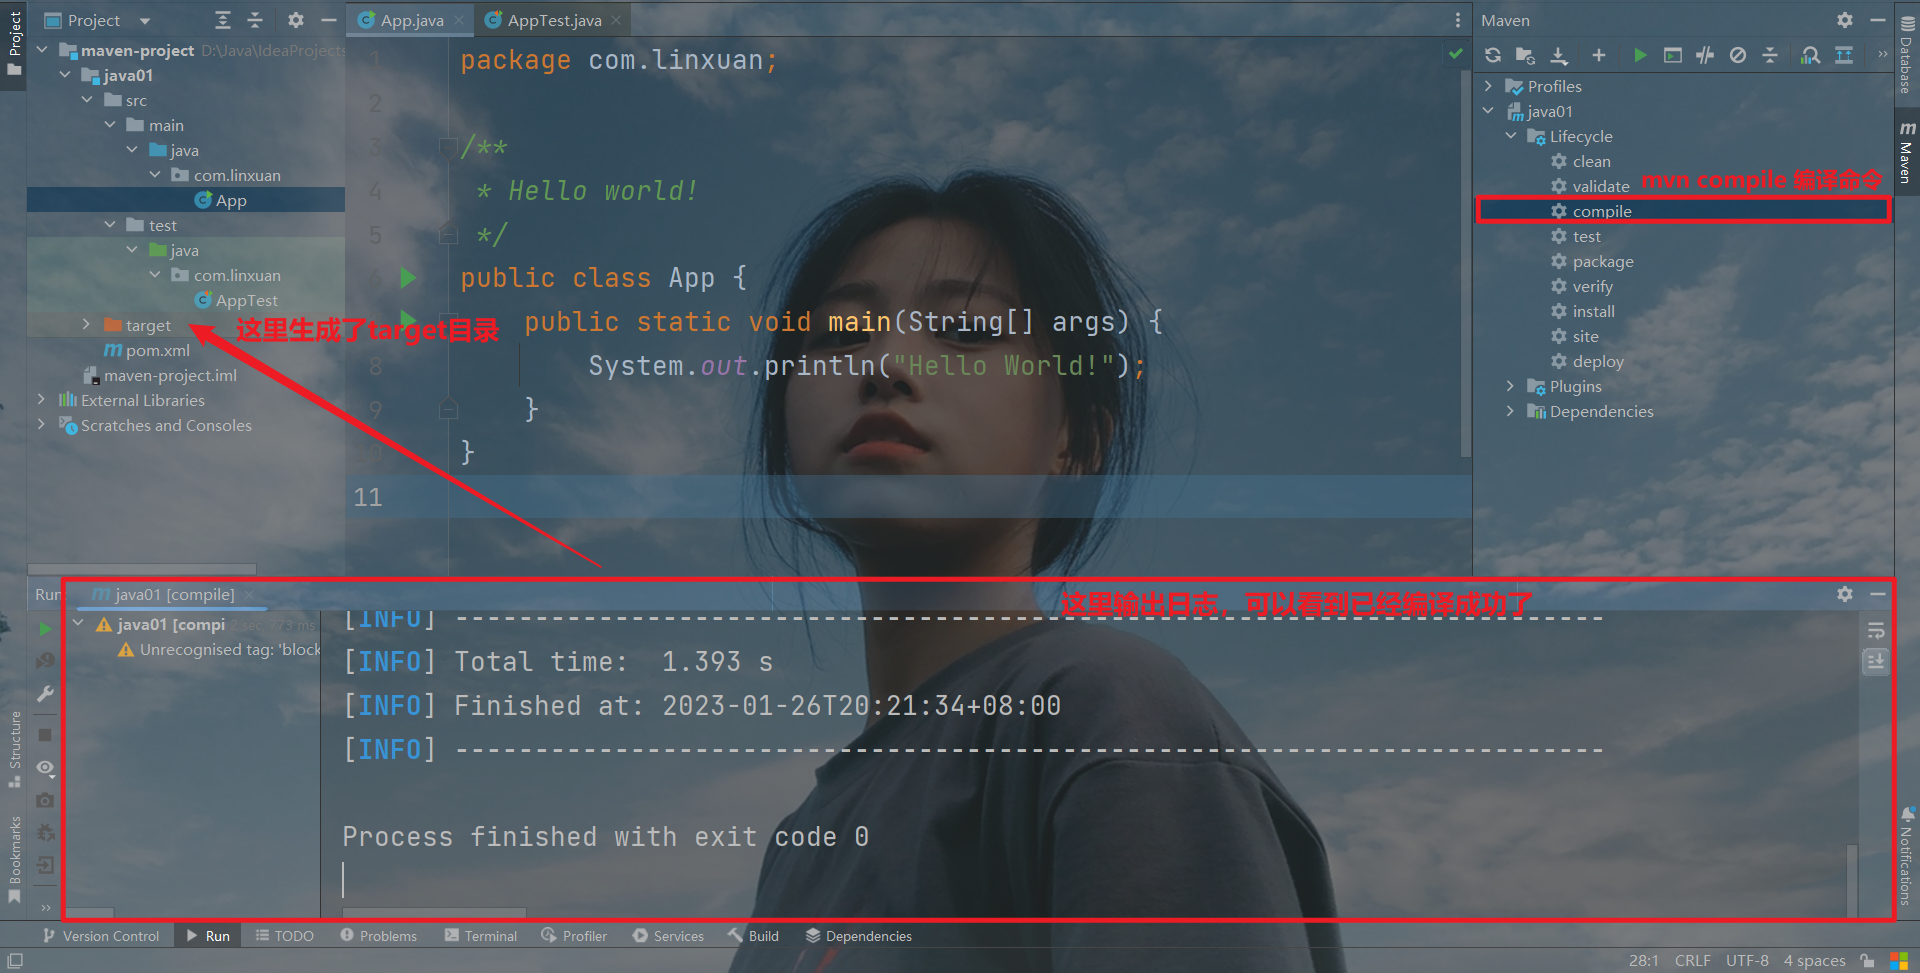 Project
App.java
AppTest.java
Maven
Project
maven-project D:\Java\IdeaProjects
java01
src
main
java
com.linxuan
App
test
java
com.linxuan
AppTest
target
这里生成了target目录
pom.xml
maven-project.iml
External Libraries
Scratches and Consoles
1 package com.linxuan;
2
3 /**
4 * Hello world!
5 */
6 public class App {
public static void main(String[] args) {
8 System.out.println("Hello World!");
9 }
}
11
Profiles
java01
Lifecycle
clean
validate
mvn compile 编译命令
compile
test
package
verify
install
site
deploy
Plugins
Dependencies
Database
Maven
Notifications
Structure
Bookmarks
Run
java01 [compile]
这里输出日志，可以看到已经编译成功了
java01 [compi 2 sec, 773 ms
Unrecognised tag: 'block
[INFO] ------------------------------------------------------------------------
[INFO] Total time:  1.393 s
[INFO] Finished at: 2023-01-26T20:21:34+08:00
[INFO] ------------------------------------------------------------------------
Process finished with exit code 0
Version Control
Run
TODO
Problems
Terminal
Profiler
Services
Build
Dependencies
28:1 CRLF UTF-8 4 spaces